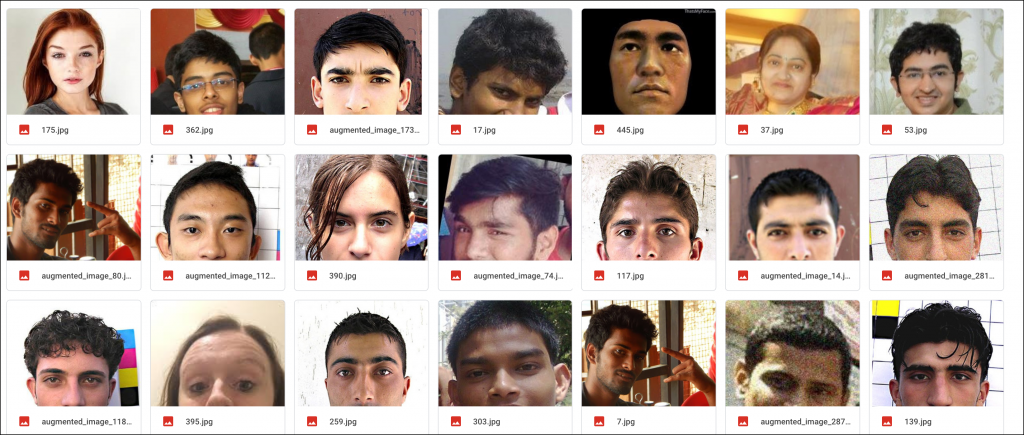 175.jpg
362.jpg
augmented_image_173...
17.jpg
445.jpg
37.jpg
53.jpg
augmented_image_80.j...
augmented_image_112...
390.jpg
augmented_image_74.j...
117.jpg
augmented_image_14.j...
augmented_image_281...
augmented_image_118...
395.jpg
259.jpg
303.jpg
7.jpg
augmented_image_287...
139.jpg